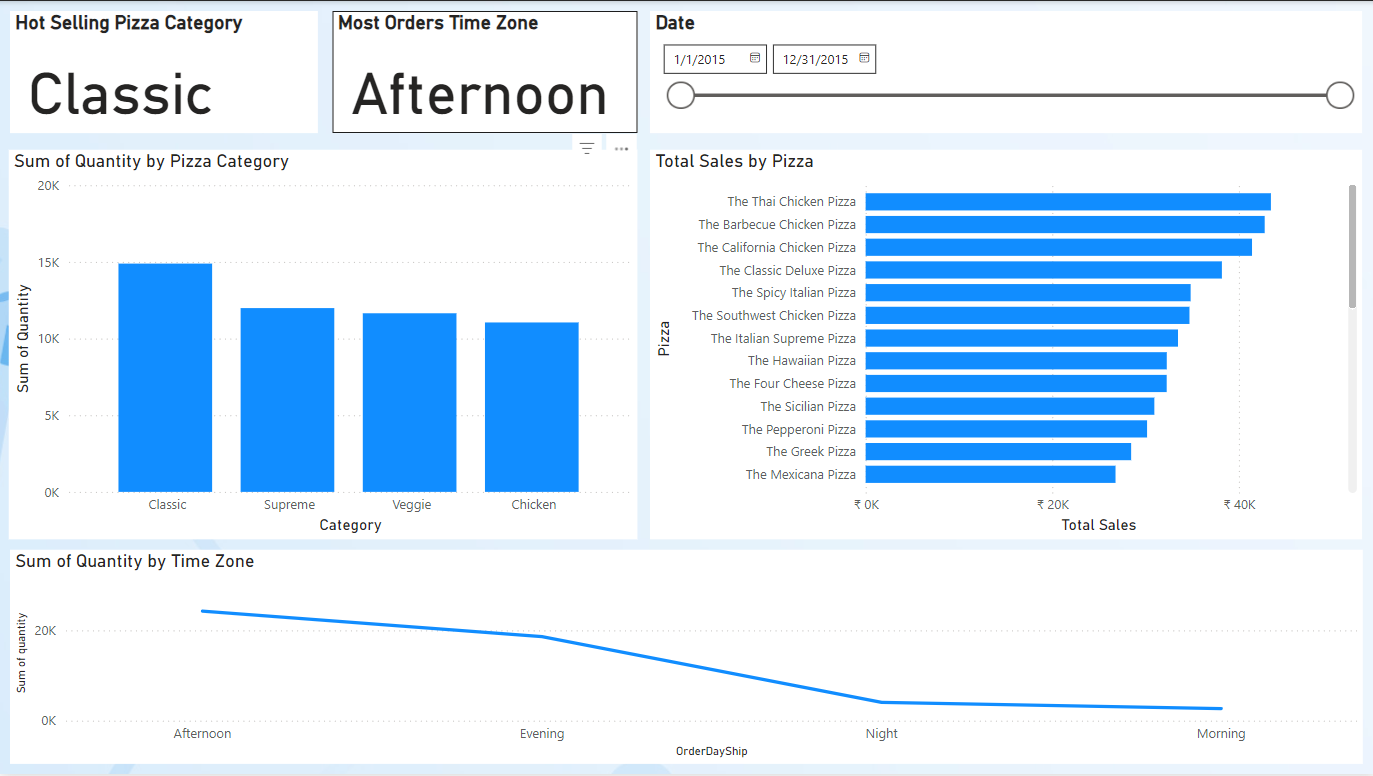 Hot Selling Pizza Category
Classic
Most Orders Time Zone
Afternoon
Date
1/1/2015
12/31/2015
Sum of Quantity by Pizza Category
Sum of Quantity
20K
15K
10K
5K
0K
Classic
Supreme
Veggie
Chicken
Category
Total Sales by Pizza
Pizza
The Thai Chicken Pizza
The Barbecue Chicken Pizza
The California Chicken Pizza
The Classic Deluxe Pizza
The Spicy Italian Pizza
The Southwest Chicken Pizza
The Italian Supreme Pizza
The Hawaiian Pizza
The Four Cheese Pizza
The Sicilian Pizza
The Pepperoni Pizza
The Greek Pizza
The Mexicana Pizza
₹ 0K
₹ 20K
₹ 40K
Total Sales
Sum of Quantity by Time Zone
Sum of quantity
20K
0K
Afternoon
Evening
Night
Morning
OrderDayShip